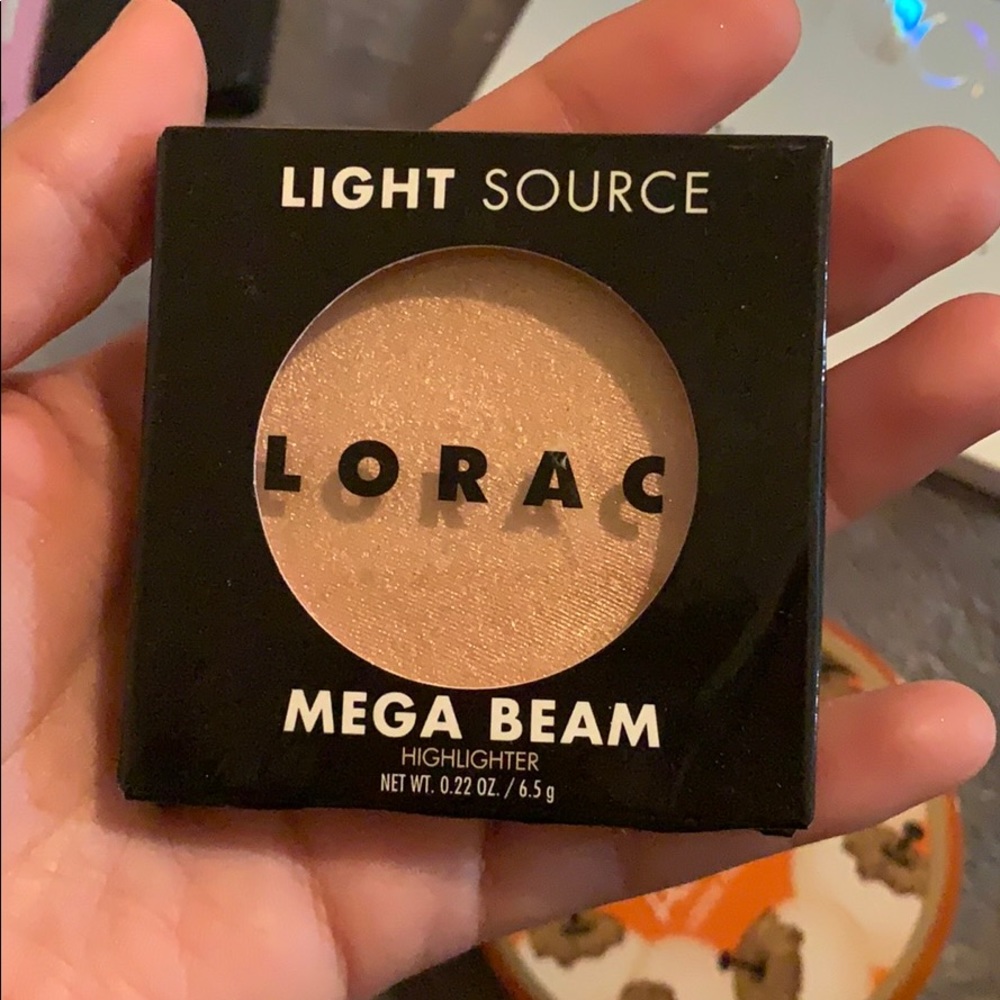 LIGHT SOURCE
LORAC
MEGA BEAM
HIGHLIGHTER
NET WT. 0.22 OZ. / 6.5 g